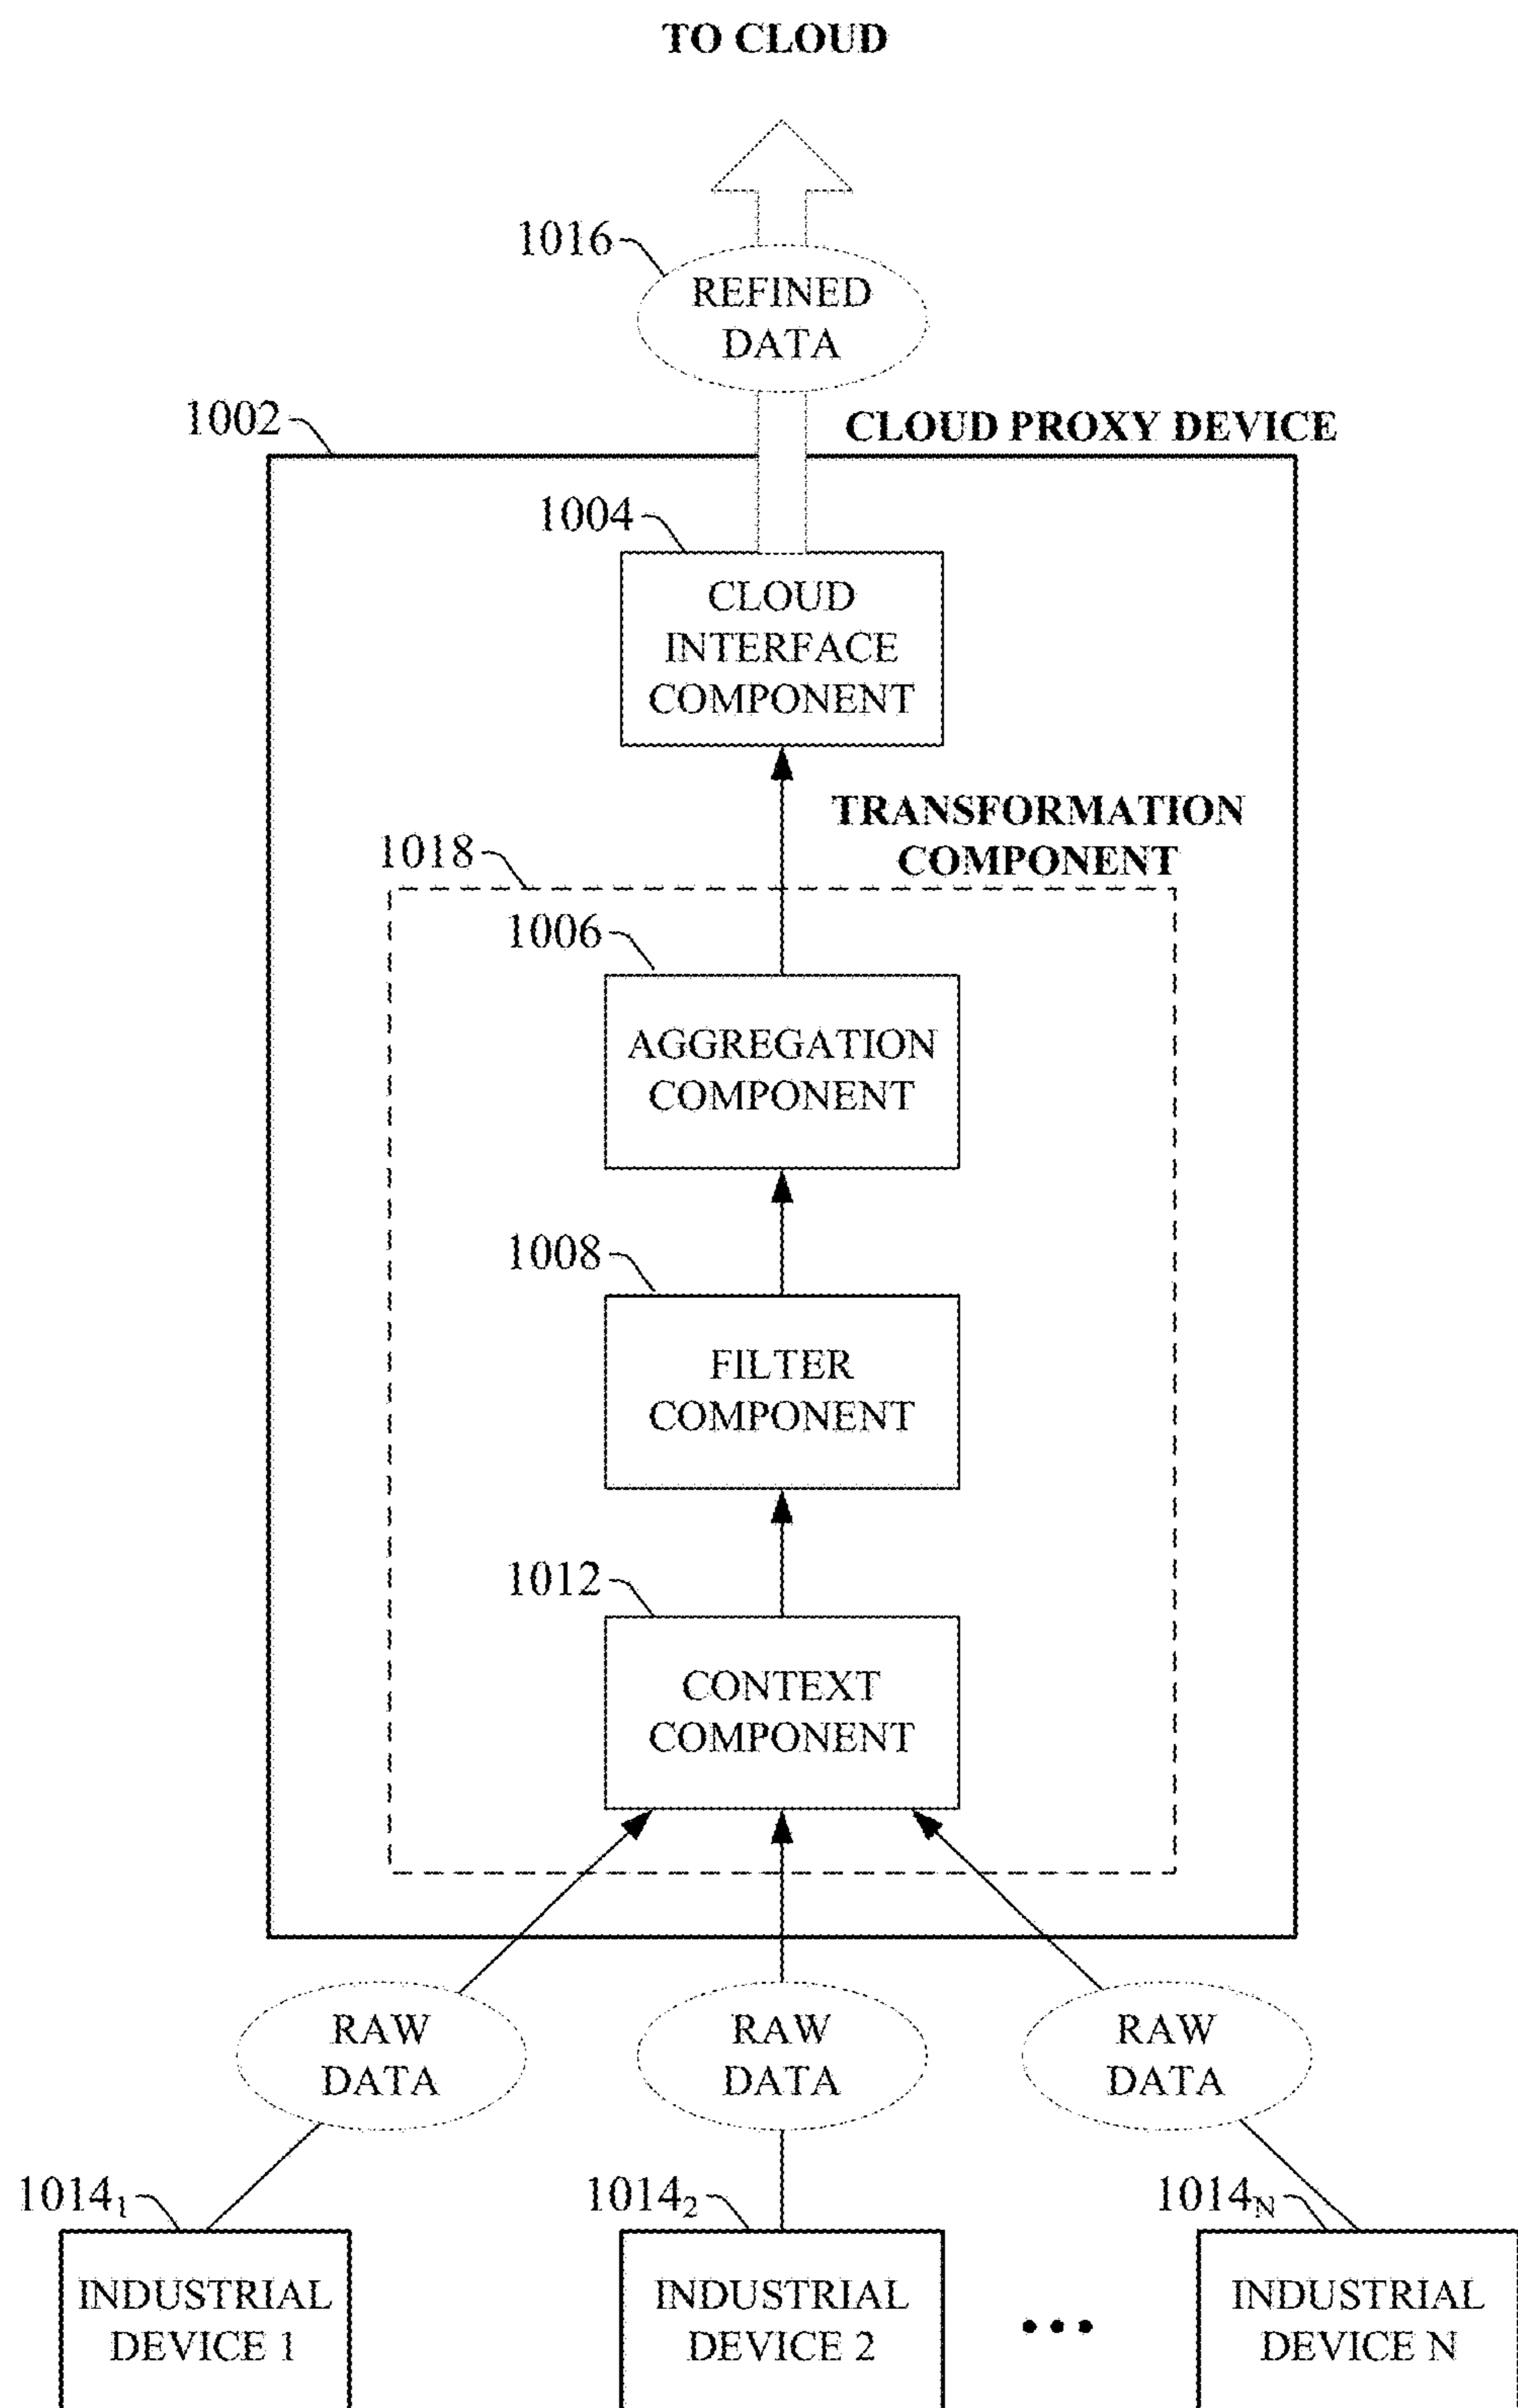 TO CLOUD
1016
REFINED
DATA
1002
CLOUD PROXY DEVICE
1004
CLOUD
INTERFACE
COMPONENT
TRANSFORMATION
COMPONENT
1018
1006
AGGREGATION
COMPONENT
1008
FILTER
COMPONENT
1012
CONTEXT
COMPONENT
RAW
DATA
RAW
DATA
RAW
DATA
1014₁
1014₂
1014_N
INDUSTRIAL
DEVICE 1
INDUSTRIAL
DEVICE 2
•••
INDUSTRIAL
DEVICE N